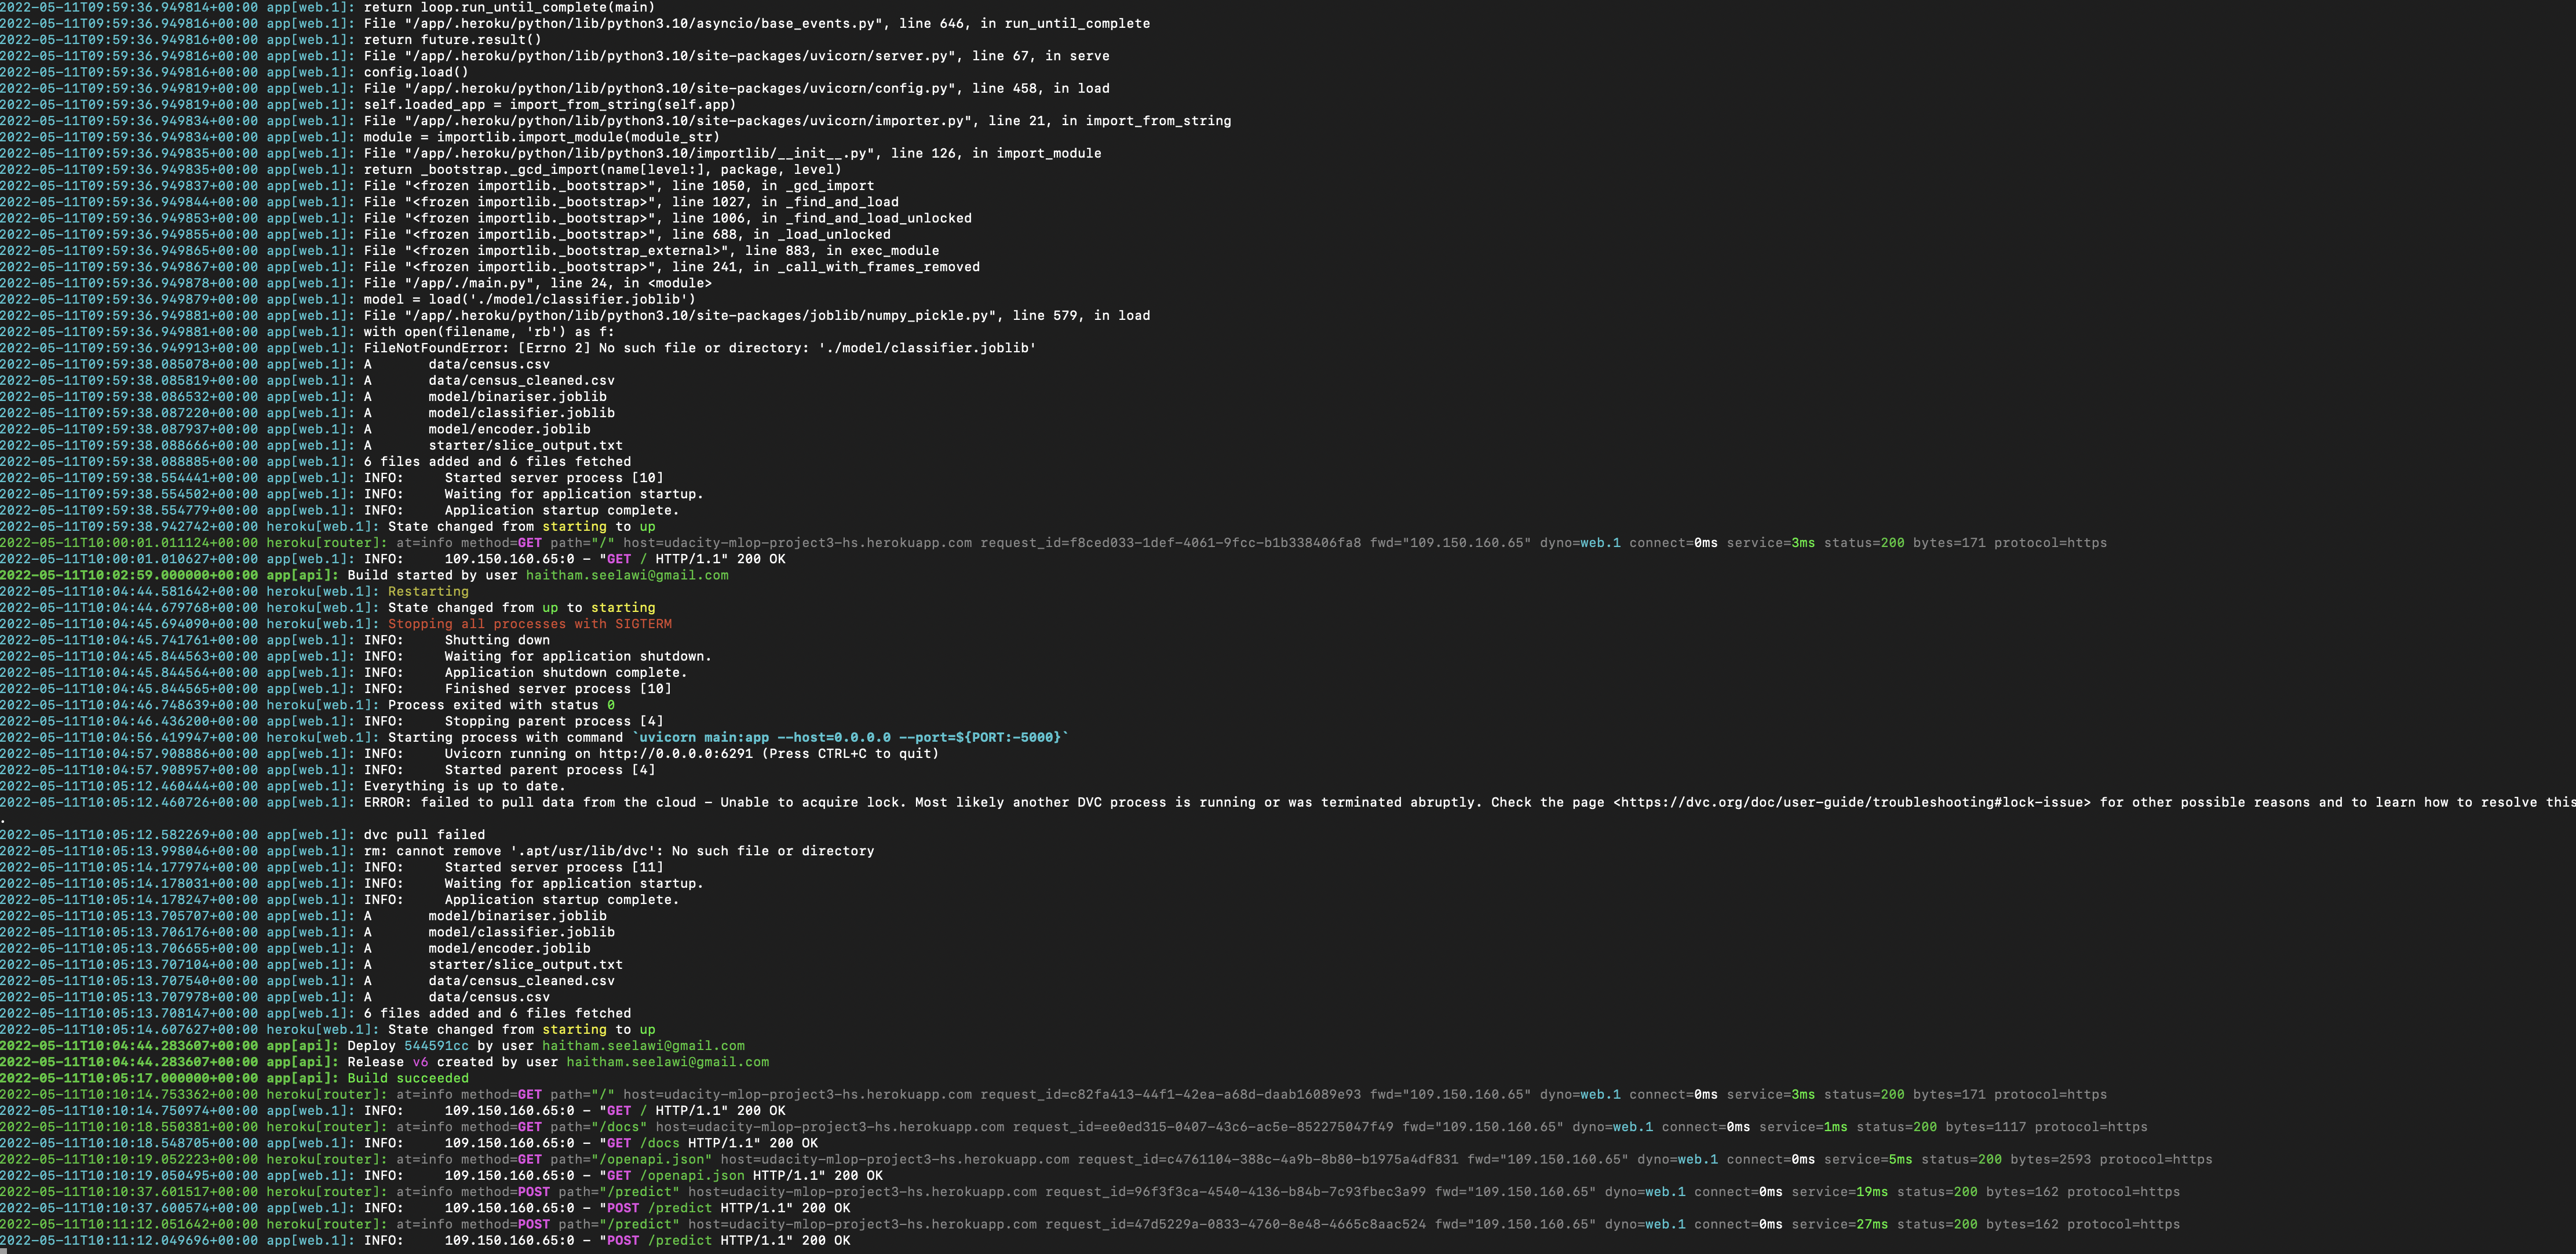 2022-05-11T09:59:36.949814+00:00 app[web.1]: return loop.run_until_complete(main)
2022-05-11T09:59:36.949816+00:00 app[web.1]: File "/app/.heroku/python/lib/python3.10/asyncio/base_events.py", line 646, in run_until_complete
2022-05-11T09:59:36.949816+00:00 app[web.1]: return future.result()
2022-05-11T09:59:36.949816+00:00 app[web.1]: File "/app/.heroku/python/lib/python3.10/site-packages/uvicorn/server.py", line 67, in serve
2022-05-11T09:59:36.949816+00:00 app[web.1]: config.load()
2022-05-11T09:59:36.949819+00:00 app[web.1]: File "/app/.heroku/python/lib/python3.10/site-packages/uvicorn/config.py", line 458, in load
2022-05-11T09:59:36.949819+00:00 app[web.1]: self.loaded_app = import_from_string(self.app)
2022-05-11T09:59:36.949834+00:00 app[web.1]: File "/app/.heroku/python/lib/python3.10/site-packages/uvicorn/importer.py", line 21, in import_from_string
2022-05-11T09:59:36.949834+00:00 app[web.1]: module = importlib.import_module(module_str)
2022-05-11T09:59:36.949835+00:00 app[web.1]: File "/app/.heroku/python/lib/python3.10/importlib/__init__.py", line 126, in import_module
2022-05-11T09:59:36.949835+00:00 app[web.1]: return _bootstrap._gcd_import(name[level:], package, level)
2022-05-11T09:59:36.949837+00:00 app[web.1]: File "<frozen importlib._bootstrap>", line 1050, in _gcd_import
2022-05-11T09:59:36.949844+00:00 app[web.1]: File "<frozen importlib._bootstrap>", line 1027, in _find_and_load
2022-05-11T09:59:36.949853+00:00 app[web.1]: File "<frozen importlib._bootstrap>", line 1006, in _find_and_load_unlocked
2022-05-11T09:59:36.949855+00:00 app[web.1]: File "<frozen importlib._bootstrap>", line 688, in _load_unlocked
2022-05-11T09:59:36.949865+00:00 app[web.1]: File "<frozen importlib._bootstrap_external>", line 883, in exec_module
2022-05-11T09:59:36.949867+00:00 app[web.1]: File "<frozen importlib._bootstrap>", line 241, in _call_with_frames_removed
2022-05-11T09:59:36.949878+00:00 app[web.1]: File "/app/./main.py", line 24, in <module>
2022-05-11T09:59:36.949879+00:00 app[web.1]: model = load('./model/classifier.joblib')
2022-05-11T09:59:36.949881+00:00 app[web.1]: File "/app/.heroku/python/lib/python3.10/site-packages/joblib/numpy_pickle.py", line 579, in load
2022-05-11T09:59:36.949881+00:00 app[web.1]: with open(filename, 'rb') as f:
2022-05-11T09:59:36.949913+00:00 app[web.1]: FileNotFoundError: [Errno 2] No such file or directory: './model/classifier.joblib'
2022-05-11T09:59:38.085078+00:00 app[web.1]: A       data/census.csv
2022-05-11T09:59:38.085819+00:00 app[web.1]: A       data/census_cleaned.csv
2022-05-11T09:59:38.086532+00:00 app[web.1]: A       model/binariser.joblib
2022-05-11T09:59:38.087220+00:00 app[web.1]: A       model/classifier.joblib
2022-05-11T09:59:38.087937+00:00 app[web.1]: A       model/encoder.joblib
2022-05-11T09:59:38.088666+00:00 app[web.1]: A       starter/slice_output.txt
2022-05-11T09:59:38.088885+00:00 app[web.1]: 6 files added and 6 files fetched
2022-05-11T09:59:38.554441+00:00 app[web.1]: INFO:     Started server process [10]
2022-05-11T09:59:38.554502+00:00 app[web.1]: INFO:     Waiting for application startup.
2022-05-11T09:59:38.554779+00:00 app[web.1]: INFO:     Application startup complete.
2022-05-11T09:59:38.942742+00:00 heroku[web.1]: State changed from starting to up
2022-05-11T10:00:01.011124+00:00 heroku[router]: at=info method=GET path="/" host=udacity-mlop-project3-hs.herokuapp.com request_id=f8ced033-1def-4061-9fcc-b1b338406fa8 fwd="109.150.160.65" dyno=web.1 connect=0ms service=3ms status=200 bytes=171 protocol=https
2022-05-11T10:00:01.010627+00:00 app[web.1]: INFO:     109.150.160.65:0 - "GET / HTTP/1.1" 200 OK
2022-05-11T10:02:59.000000+00:00 app[api]: Build started by user haitham.seelawi@gmail.com
2022-05-11T10:04:44.581642+00:00 heroku[web.1]: Restarting
2022-05-11T10:04:44.679768+00:00 heroku[web.1]: State changed from up to starting
2022-05-11T10:04:45.694090+00:00 heroku[web.1]: Stopping all processes with SIGTERM
2022-05-11T10:04:45.741761+00:00 app[web.1]: INFO:     Shutting down
2022-05-11T10:04:45.844563+00:00 app[web.1]: INFO:     Waiting for application shutdown.
2022-05-11T10:04:45.844564+00:00 app[web.1]: INFO:     Application shutdown complete.
2022-05-11T10:04:45.844565+00:00 app[web.1]: INFO:     Finished server process [10]
2022-05-11T10:04:46.748639+00:00 heroku[web.1]: Process exited with status 0
2022-05-11T10:04:46.436200+00:00 app[web.1]: INFO:     Stopping parent process [4]
2022-05-11T10:04:56.419947+00:00 heroku[web.1]: Starting process with command `uvicorn main:app --host=0.0.0.0 --port=${PORT:-5000}`
2022-05-11T10:04:57.908886+00:00 app[web.1]: INFO:     Uvicorn running on http://0.0.0.0:6291 (Press CTRL+C to quit)
2022-05-11T10:04:57.908957+00:00 app[web.1]: INFO:     Started parent process [4]
2022-05-11T10:05:12.460444+00:00 app[web.1]: Everything is up to date.
2022-05-11T10:05:12.460726+00:00 app[web.1]: ERROR: failed to pull data from the cloud - Unable to acquire lock. Most likely another DVC process is running or was terminated abruptly. Check the page <https://dvc.org/doc/user-guide/troubleshooting#lock-issue> for other possible reasons and to learn how to resolve this
.
2022-05-11T10:05:12.582269+00:00 app[web.1]: dvc pull failed
2022-05-11T10:05:13.998046+00:00 app[web.1]: rm: cannot remove '.apt/usr/lib/dvc': No such file or directory
2022-05-11T10:05:14.177974+00:00 app[web.1]: INFO:     Started server process [11]
2022-05-11T10:05:14.178031+00:00 app[web.1]: INFO:     Waiting for application startup.
2022-05-11T10:05:14.178247+00:00 app[web.1]: INFO:     Application startup complete.
2022-05-11T10:05:13.705707+00:00 app[web.1]: A       model/binariser.joblib
2022-05-11T10:05:13.706176+00:00 app[web.1]: A       model/classifier.joblib
2022-05-11T10:05:13.706655+00:00 app[web.1]: A       model/encoder.joblib
2022-05-11T10:05:13.707104+00:00 app[web.1]: A       starter/slice_output.txt
2022-05-11T10:05:13.707540+00:00 app[web.1]: A       data/census_cleaned.csv
2022-05-11T10:05:13.707978+00:00 app[web.1]: A       data/census.csv
2022-05-11T10:05:13.708147+00:00 app[web.1]: 6 files added and 6 files fetched
2022-05-11T10:05:14.607627+00:00 heroku[web.1]: State changed from starting to up
2022-05-11T10:04:44.283607+00:00 app[api]: Deploy 544591cc by user haitham.seelawi@gmail.com
2022-05-11T10:04:44.283607+00:00 app[api]: Release v6 created by user haitham.seelawi@gmail.com
2022-05-11T10:05:17.000000+00:00 app[api]: Build succeeded
2022-05-11T10:10:14.753362+00:00 heroku[router]: at=info method=GET path="/" host=udacity-mlop-project3-hs.herokuapp.com request_id=c82fa413-44f1-42ea-a68d-daab16089e93 fwd="109.150.160.65" dyno=web.1 connect=0ms service=3ms status=200 bytes=171 protocol=https
2022-05-11T10:10:14.750974+00:00 app[web.1]: INFO:     109.150.160.65:0 - "GET / HTTP/1.1" 200 OK
2022-05-11T10:10:18.550381+00:00 heroku[router]: at=info method=GET path="/docs" host=udacity-mlop-project3-hs.herokuapp.com request_id=ee0ed315-0407-43c6-ac5e-852275047f49 fwd="109.150.160.65" dyno=web.1 connect=0ms service=1ms status=200 bytes=1117 protocol=https
2022-05-11T10:10:18.548705+00:00 app[web.1]: INFO:     109.150.160.65:0 - "GET /docs HTTP/1.1" 200 OK
2022-05-11T10:10:19.052223+00:00 heroku[router]: at=info method=GET path="/openapi.json" host=udacity-mlop-project3-hs.herokuapp.com request_id=c4761104-388c-4a9b-8b80-b1975a4df831 fwd="109.150.160.65" dyno=web.1 connect=0ms service=5ms status=200 bytes=2593 protocol=https
2022-05-11T10:10:19.050495+00:00 app[web.1]: INFO:     109.150.160.65:0 - "GET /openapi.json HTTP/1.1" 200 OK
2022-05-11T10:10:37.601517+00:00 heroku[router]: at=info method=POST path="/predict" host=udacity-mlop-project3-hs.herokuapp.com request_id=96f3f3ca-4540-4136-b84b-7c93fbec3a99 fwd="109.150.160.65" dyno=web.1 connect=0ms service=19ms status=200 bytes=162 protocol=https
2022-05-11T10:10:37.600574+00:00 app[web.1]: INFO:     109.150.160.65:0 - "POST /predict HTTP/1.1" 200 OK
2022-05-11T10:11:12.051642+00:00 heroku[router]: at=info method=POST path="/predict" host=udacity-mlop-project3-hs.herokuapp.com request_id=47d5229a-0833-4760-8e48-4665c8aac524 fwd="109.150.160.65" dyno=web.1 connect=0ms service=27ms status=200 bytes=162 protocol=https
2022-05-11T10:11:12.049696+00:00 app[web.1]: INFO:     109.150.160.65:0 - "POST /predict HTTP/1.1" 200 OK